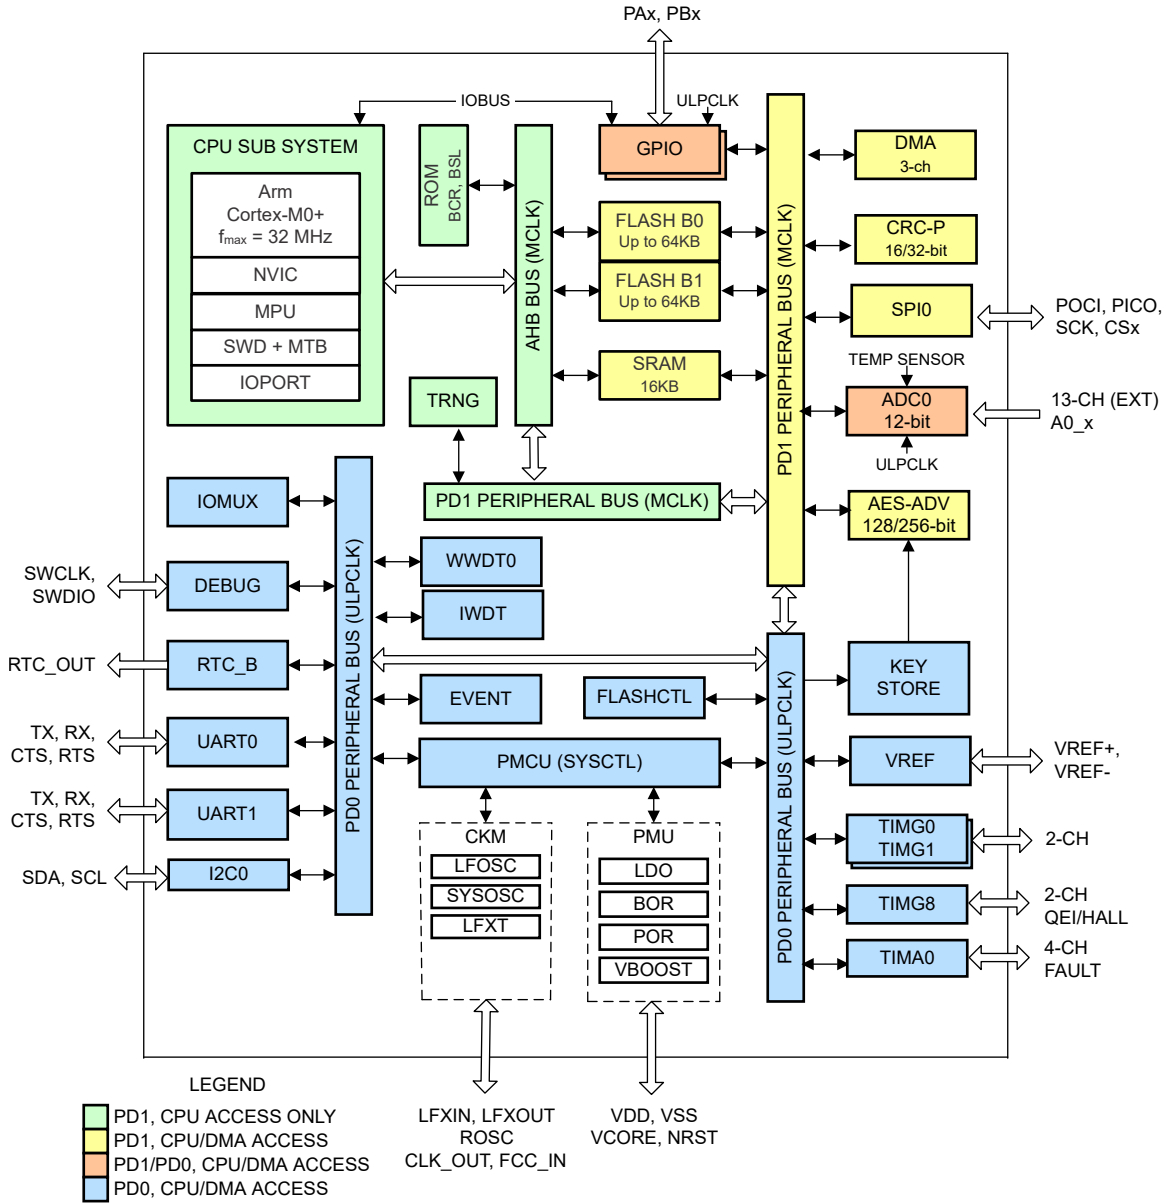 PAx, PBx
IOBUS
ULPCLK
CPU SUB SYSTEM
Arm
Cortex-M0+
fmax = 32 MHz
NVIC
MPU
SWD + MTB
IOPORT
ROM
BCR, BSL
AHB BUS (MCLK)
GPIO
FLASH B0
Up to 64KB
FLASH B1
Up to 64KB
SRAM
16KB
TRNG
PD1 PERIPHERAL BUS (MCLK)
PD1 PERIPHERAL BUS (MCLK)
DMA
3-ch
CRC-P
16/32-bit
SPI0
POCI, PICO,
SCK, CSx
TEMP SENSOR
ADC0
12-bit
ULPCLK
13-CH (EXT)
A0_x
AES-ADV
128/256-bit
IOMUX
SWCLK,
SWDIO
DEBUG
RTC_OUT
RTC_B
TX, RX,
CTS, RTS
UART0
TX, RX,
CTS, RTS
UART1
SDA, SCL
I2C0
PD0 PERIPHERAL BUS (ULPCLK)
WWDT0
IWDT
EVENT
FLASHCTL
PMCU (SYSCTL)
CKM
LFOSC
SYSOSC
LFXT
PMU
LDO
BOR
POR
VBOOST
PD0 PERIPHERAL BUS (ULPCLK)
KEY
STORE
VREF
VREF+,
VREF-
TIMG0
TIMG1
2-CH
TIMG8
2-CH
QEI/HALL
TIMA0
4-CH
FAULT
LFXIN, LFXOUT
ROSC
CLK_OUT, FCC_IN
VDD, VSS
VCORE, NRST
LEGEND
PD1, CPU ACCESS ONLY
PD1, CPU/DMA ACCESS
PD1/PD0, CPU/DMA ACCESS
PD0, CPU/DMA ACCESS